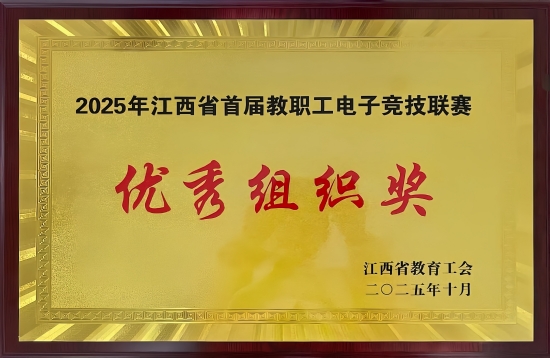 2025年江西省首届教职工电子竞技联赛
优秀组织奖
江西省教育工会
二〇二五年十月